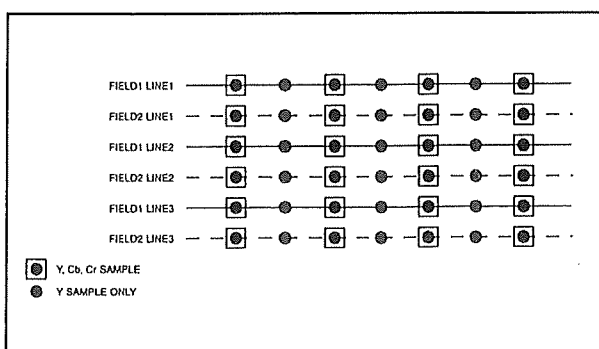 FIELD1 LINE1
FIELD2 LINE1
FIELD1 LINE2
FIELD2 LINE2
FIELD1 LINE3
FIELD2 LINE3
Y, Cb, Cr SAMPLE
Y SAMPLE ONLY